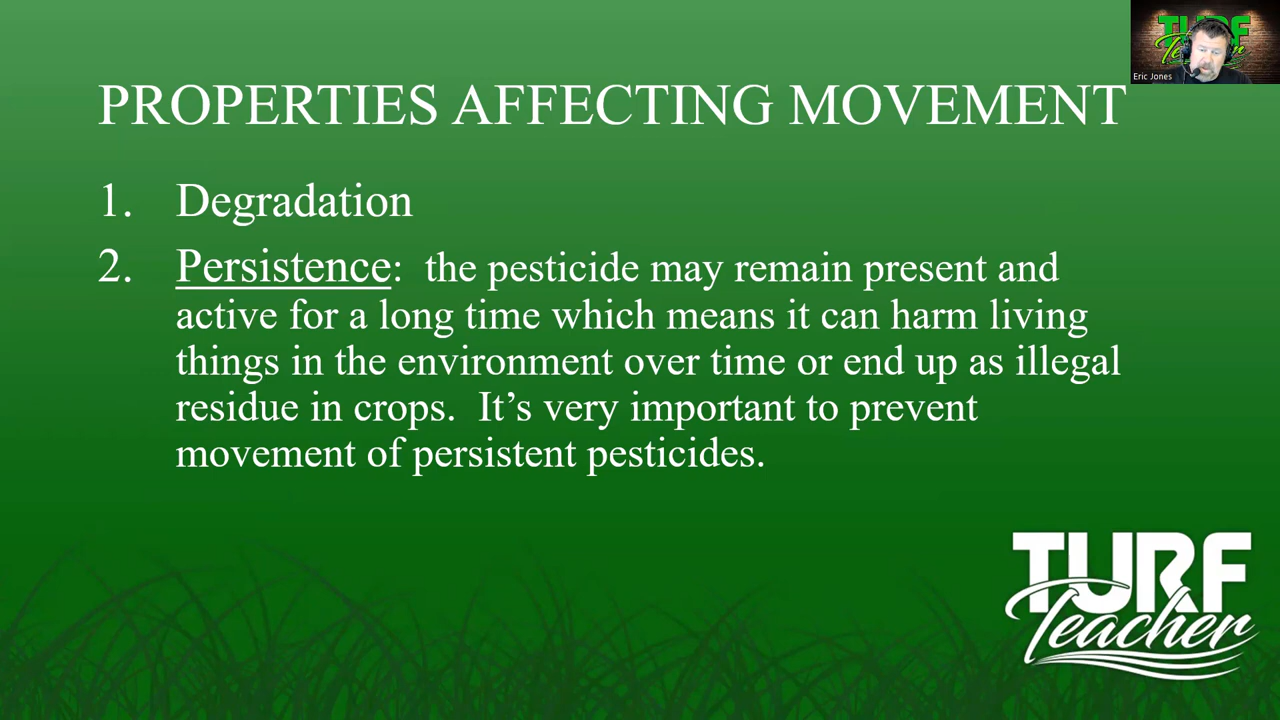 TURF
Teacher
Eric Jones
PROPERTIES AFFECTING MOVEMENT
1. Degradation
2. Persistence: the pesticide may remain present and
active for a long time which means it can harm living
things in the environment over time or end up as illegal
residue in crops. It’s very important to prevent
movement of persistent pesticides.
TURF
Teacher